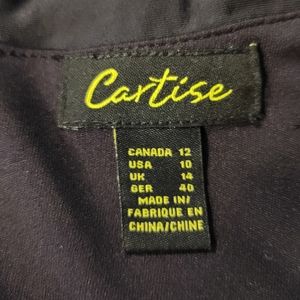 Cartise
CANADA 12
USA 10
UK 14
GER 40
MADE IN/
FABRIQUE EN
CHINA/CHINE